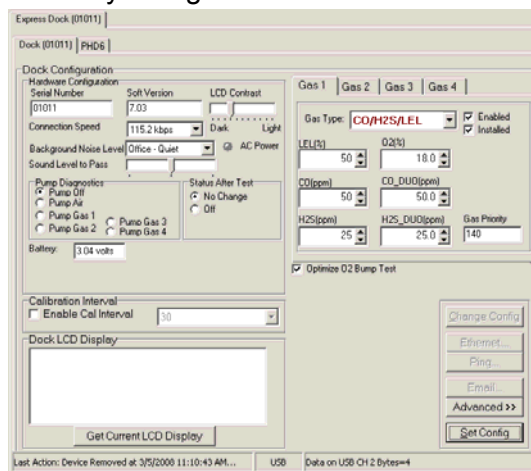 Express Dock (01011)
Dock (01011) PHD6
Dock Configuration
Hardware Configuration
Serial Number Soft Version LCD Contrast
01011 7.03
Connection Speed 115.2 kbps Dark Light
Background Noise Level Office - Quiet AC Power
Sound Level to Pass
Pump Diagnostics
Pump Off
Pump Air
Pump Gas 1 Pump Gas 3
Pump Gas 2 Pump Gas 4
Status After Test
No Change
Off
Battery: 3.04 volts
Calibration Interval
Enable Cal Interval 30
Dock LCD Display
Get Current LCD Display
Gas 1 Gas 2 Gas 3 Gas 4
Gas Type: CO/H2S/LEL Enabled
Installed
LEL(%) O2(%)
50 18.0
CO(ppm) CO_DUO(ppm)
50 50.0
H2S(ppm) H2S_DUO(ppm) Gas Priority
25 25.0 140
Optimize O2 Bump Test
Change Config
Ethernet...
Ping...
Email...
Advanced >>
Set Config
Last Action: Device Removed at 3/5/2008 11:10:43 AM... USB Data on USB CH 2 Bytes=4